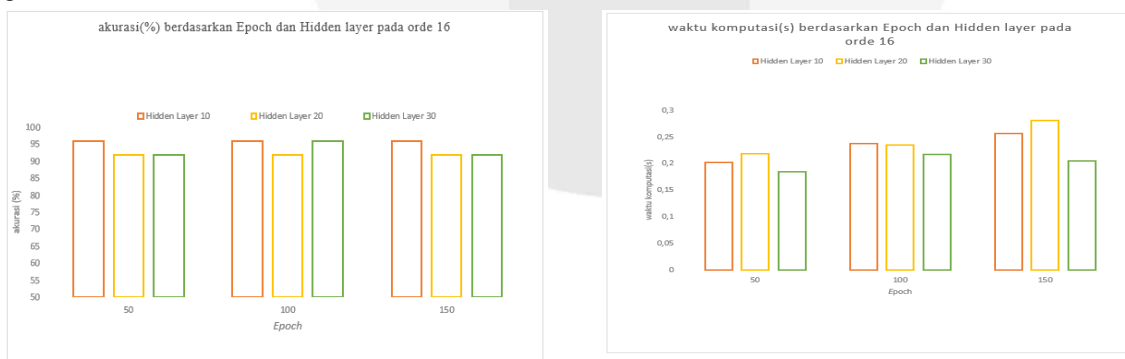 akurasi(%) berdasarkan Epoch dan Hidden layer pada orde 16
Hidden Layer 10 Hidden Layer 20 Hidden Layer 30
100
95
90
85
80
75
70
65
60
55
50
akurasi (%)
50 100 150
Epoch
waktu komputasi(s) berdasarkan Epoch dan Hidden layer pada
orde 16
Hidden Layer 10 Hidden Layer 20 Hidden Layer 30
0,3
0,25
0,2
0,15
0,1
0,05
0
waktu komputasi(s)
50 100 150
Epoch